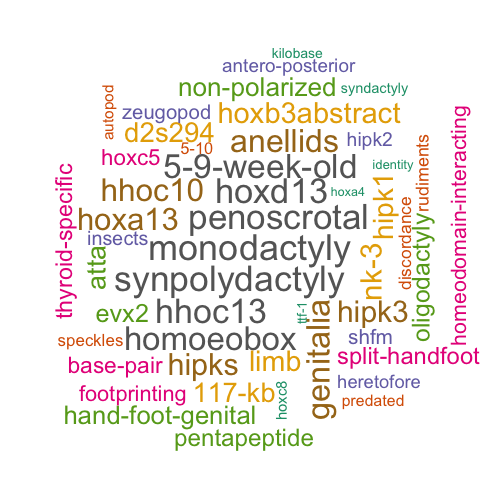 kilobase
antero-posterior
non-polarized
syndactyly
autopod
zeugopod
hoxb3abstract
d2s294
anellids
hipk2
5-10
hoxc5
5-9-week-old
identity
homeodomain-interacting
thyroid-specific
hhoc10
hoxd13
hoxa4
hipk1
rudiments
hoxa13
penoscrotal
discordance
oligodactyly
insects
atta
monodactyly
nk-3
synpolydactyly
evx2
hhoc13
ttf-1
genitalia
hipk3
speckles
homoeobox
shfm
split-handfoot
base-pair
hipks
limb
heretofore
footprinting
117-kb
hoxc8
predated
hand-foot-genital
pentapeptide